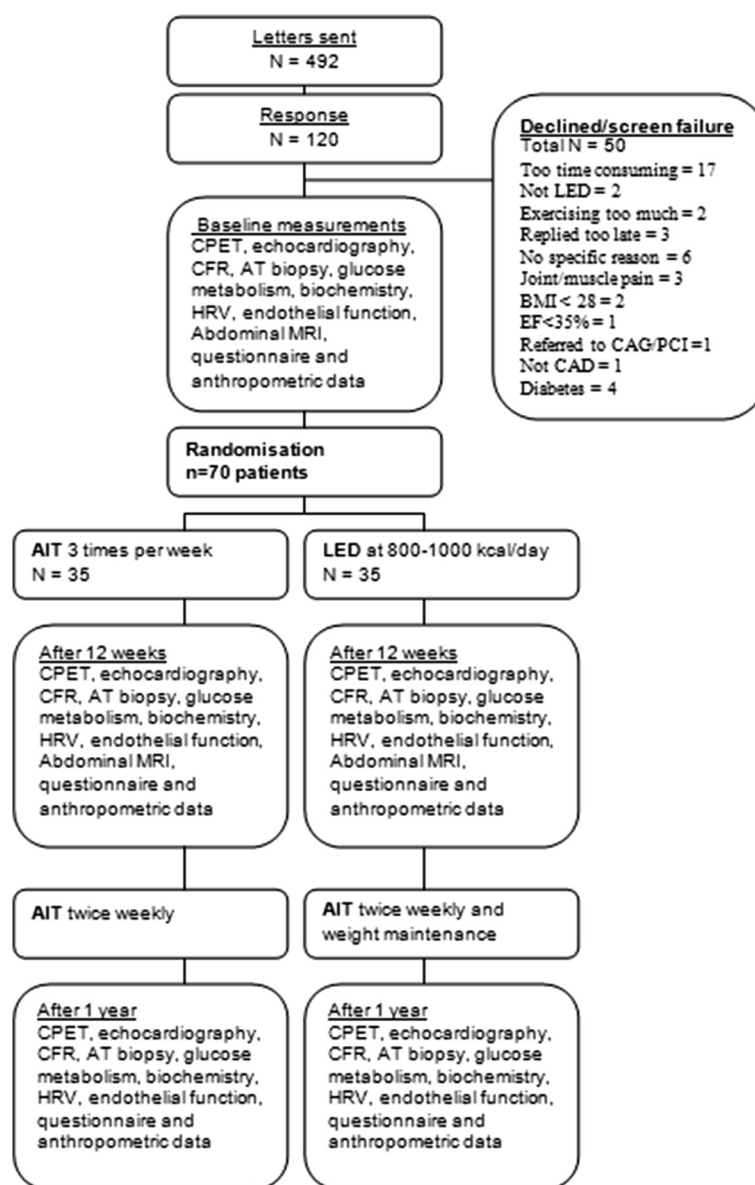 Letters sent
N = 492
Response
N = 120
Declined/screen failure
Total N = 50
Too time consuming = 17
Not LED = 2
Exercising too much = 2
Replied too late = 3
No specific reason = 6
Joint/muscle pain = 3
BMI < 28 = 2
EF<35% = 1
Referred to CAG/PCI =1
Not CAD = 1
Diabetes = 4
Baseline measurements
CPET, echocardiography,
CFR, AT biopsy, glucose
metabolism, biochemistry,
HRV, endothelial function,
Abdominal MRI,
questionnaire and
anthropometric data
Randomisation
n=70 patients
AIT 3 times per week
N = 35
LED at 800-1000 kcal/day
N = 35
After 12 weeks
CPET, echocardiography,
CFR, AT biopsy, glucose
metabolism, biochemistry,
HRV, endothelial function,
Abdominal MRI,
questionnaire and
anthropometric data
After 12 weeks
CPET, echocardiography,
CFR, AT biopsy, glucose
metabolism, biochemistry,
HRV, endothelial function,
Abdominal MRI,
questionnaire and
anthropometric data
AIT twice weekly
AIT twice weekly and
weight maintenance
After 1 year
CPET, echocardiography,
CFR, AT biopsy, glucose
metabolism, biochemistry,
HRV, endothelial function,
questionnaire and
anthropometric data
After 1 year
CPET, echocardiography,
CFR, AT biopsy, glucose
metabolism, biochemistry,
HRV, endothelial function,
questionnaire and
anthropometric data